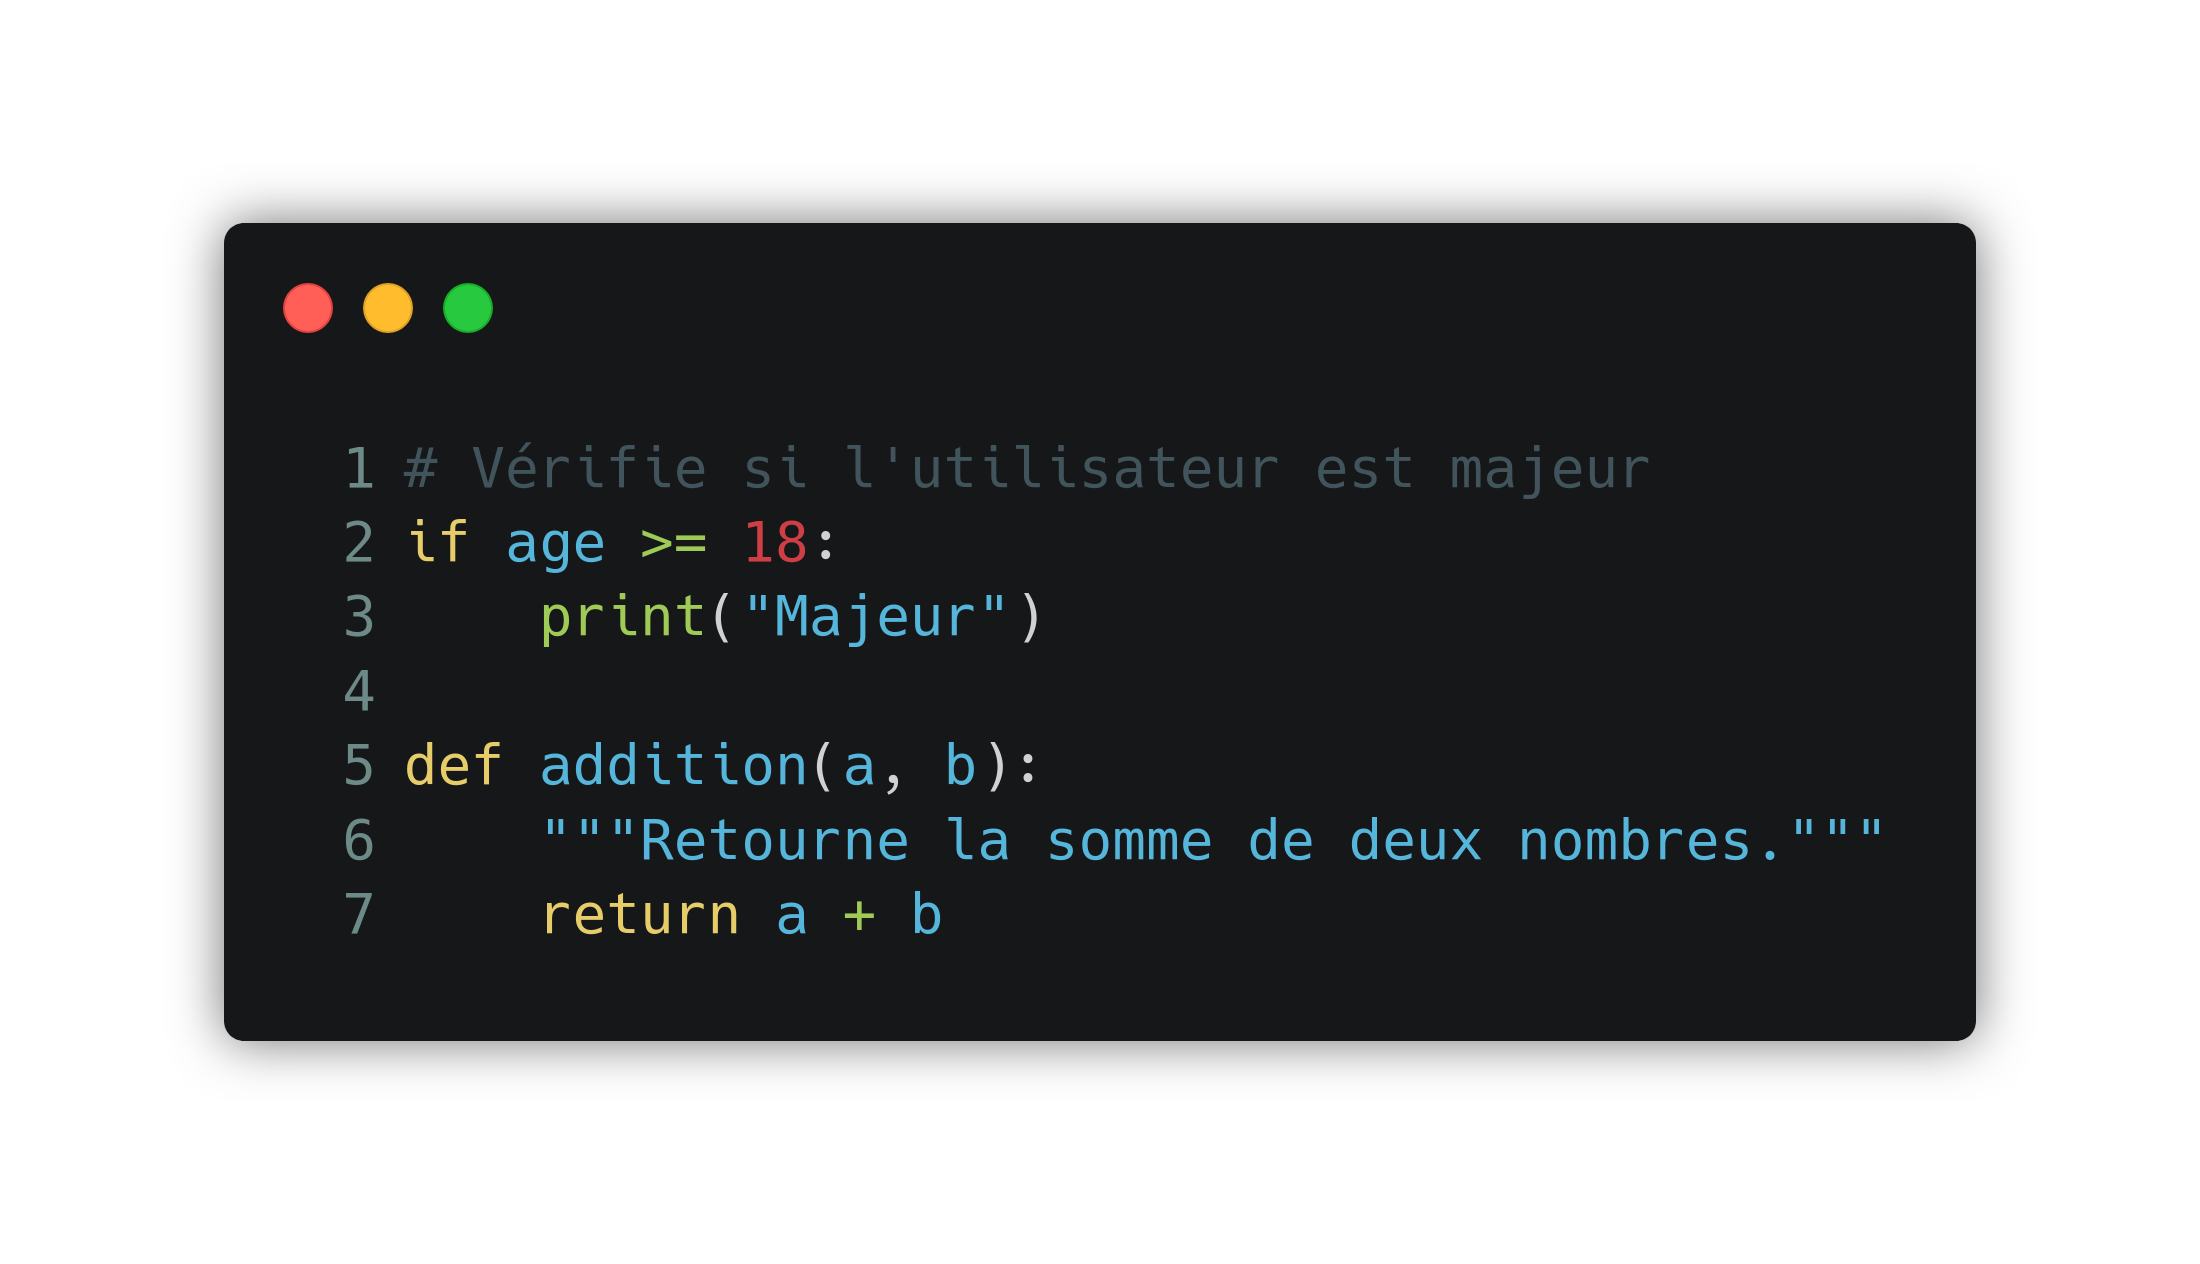 1 # Vérifie si l'utilisateur est majeur
2 if age >= 18:
3     print("Majeur")
4
5 def addition(a, b):
6     """Retourne la somme de deux nombres."""
7     return a + b